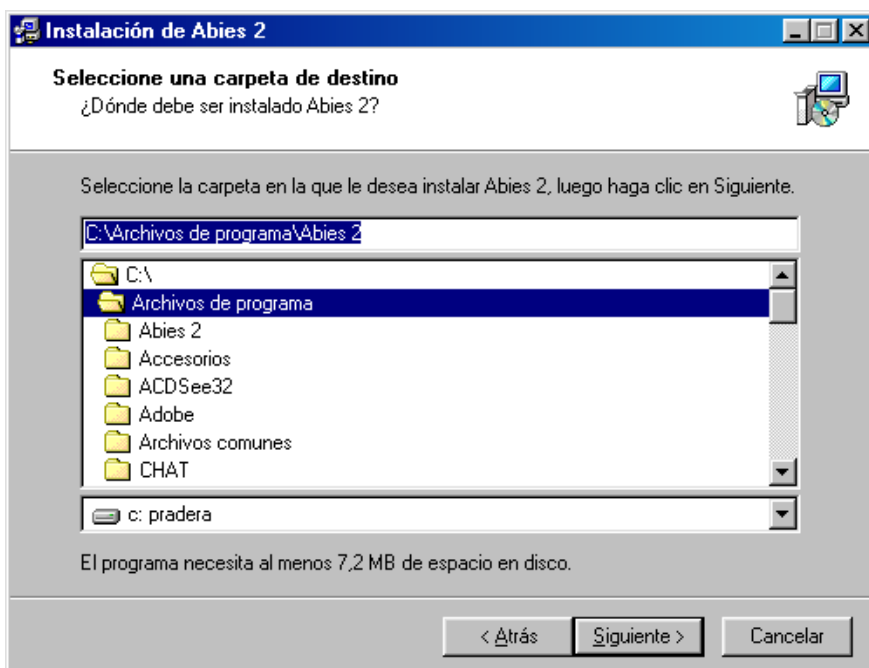 Instalación de Abies 2
Seleccione una carpeta de destino
¿Dónde debe ser instalado Abies 2?
Seleccione la carpeta en la que le desea instalar Abies 2, luego haga clic en Siguiente.
C:\Archivos de programa\Abies 2
C:\
Archivos de programa
Abies 2
Accesorios
ACDSee32
Adobe
Archivos comunes
CHAT
c: pradera
El programa necesita al menos 7,2 MB de espacio en disco.
< Atrás Siguiente > Cancelar